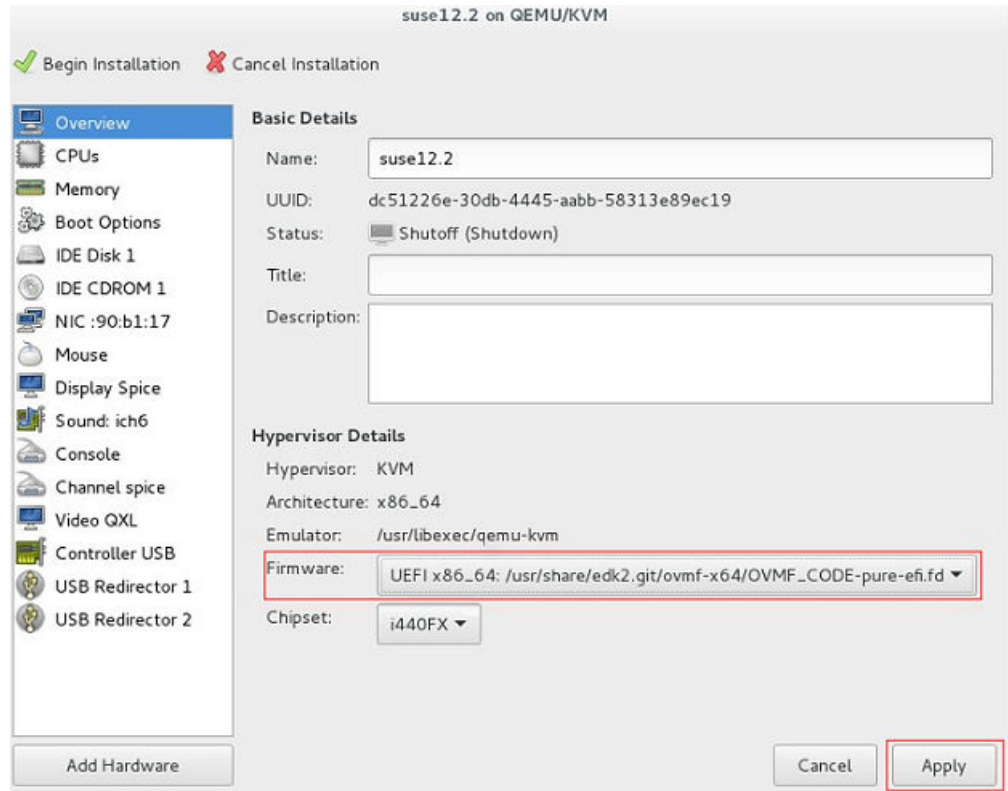 suse12.2 on QEMU/KVM
Begin Installation
Cancel Installation
Overview
CPUs
Memory
Boot Options
IDE Disk 1
IDE CDROM 1
NIC :90:b1:17
Mouse
Display Spice
Sound: ich6
Console
Channel spice
Video QXL
Controller USB
USB Redirector 1
USB Redirector 2
Add Hardware
Basic Details
Name: suse12.2
UUID: dc51226e-30db-4445-aabb-58313e89ec19
Status: Shutoff (Shutdown)
Title:
Description:
Hypervisor Details
Hypervisor: KVM
Architecture: x86_64
Emulator: /usr/libexec/qemu-kvm
Firmware: UEFI x86_64: /usr/share/edk2.git/ovmf-x64/OVMF_CODE-pure-efi.fd
Chipset: i440FX
Cancel
Apply